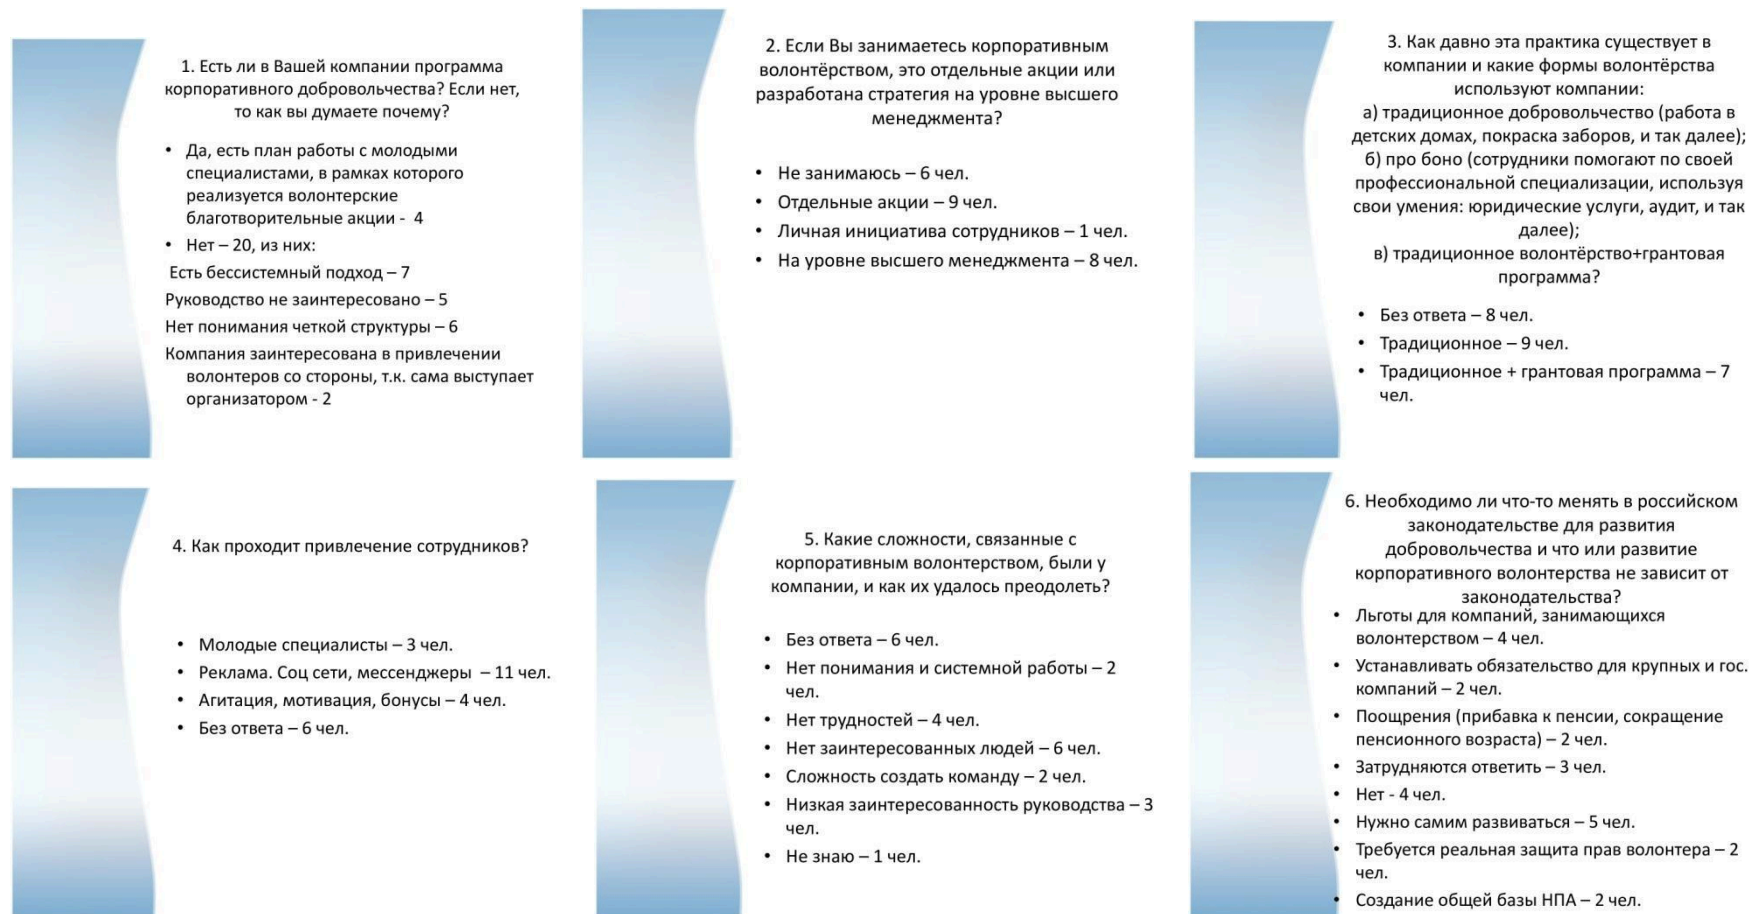 1. Есть ли в Вашей компании программа
корпоративного добровольчества? Если нет,
то как вы думаете почему?
• Да, есть план работы с молодыми
специалистами, в рамках которого
реализуется волонтерские
благотворительные акции - 4
• Нет – 20, из них:
Есть бессистемный подход – 7
Руководство не заинтересовано – 5
Нет понимания четкой структуры – 6
Компания заинтересована в привлечении
волонтеров со стороны, т.к. сама выступает
организатором - 2
2. Если Вы занимаетесь корпоративным
волонтёрством, это отдельные акции или
разработана стратегия на уровне высшего
менеджмента?
• Не занимаюсь – 6 чел.
• Отдельные акции – 9 чел.
• Личная инициатива сотрудников – 1 чел.
• На уровне высшего менеджмента – 8 чел.
3. Как давно эта практика существует в
компании и какие формы волонтёрства
используют компании:
а) традиционное добровольчество (работа в
детских домах, покраска заборов, и так далее);
б) про боно (сотрудники помогают по своей
профессиональной специализации, используя
свои умения: юридические услуги, аудит, и так
далее);
в) традиционное волонтёрство+грантовая
программа?
• Без ответа – 8 чел.
• Традиционное – 9 чел.
• Традиционное + грантовая программа – 7
чел.
4. Как проходит привлечение сотрудников?
• Молодые специалисты – 3 чел.
• Реклама. Соц сети, мессенджеры – 11 чел.
• Агитация, мотивация, бонусы – 4 чел.
• Без ответа – 6 чел.
5. Какие сложности, связанные с
корпоративным волонтерством, были у
компании, и как их удалось преодолеть?
• Без ответа – 6 чел.
• Нет понимания и системной работы – 2
чел.
• Нет трудностей – 4 чел.
• Нет заинтересованных людей – 6 чел.
• Сложность создать команду – 2 чел.
• Низкая заинтересованность руководства – 3
чел.
• Не знаю – 1 чел.
6. Необходимо ли что-то менять в российском
законодательстве для развития
добровольчества и что или развитие
корпоративного волонтерства не зависит от
законодательства?
• Льготы для компаний, занимающихся
волонтерством – 4 чел.
• Устанавливать обязательство для крупных и гос.
компаний – 2 чел.
• Поощрения (прибавка к пенсии, сокращение
пенсионного возраста) – 2 чел.
• Затрудняются ответить – 3 чел.
• Нет - 4 чел.
• Нужно самим развиваться – 5 чел.
• Требуется реальная защита прав волонтера – 2
чел.
• Создание общей базы НПА – 2 чел.